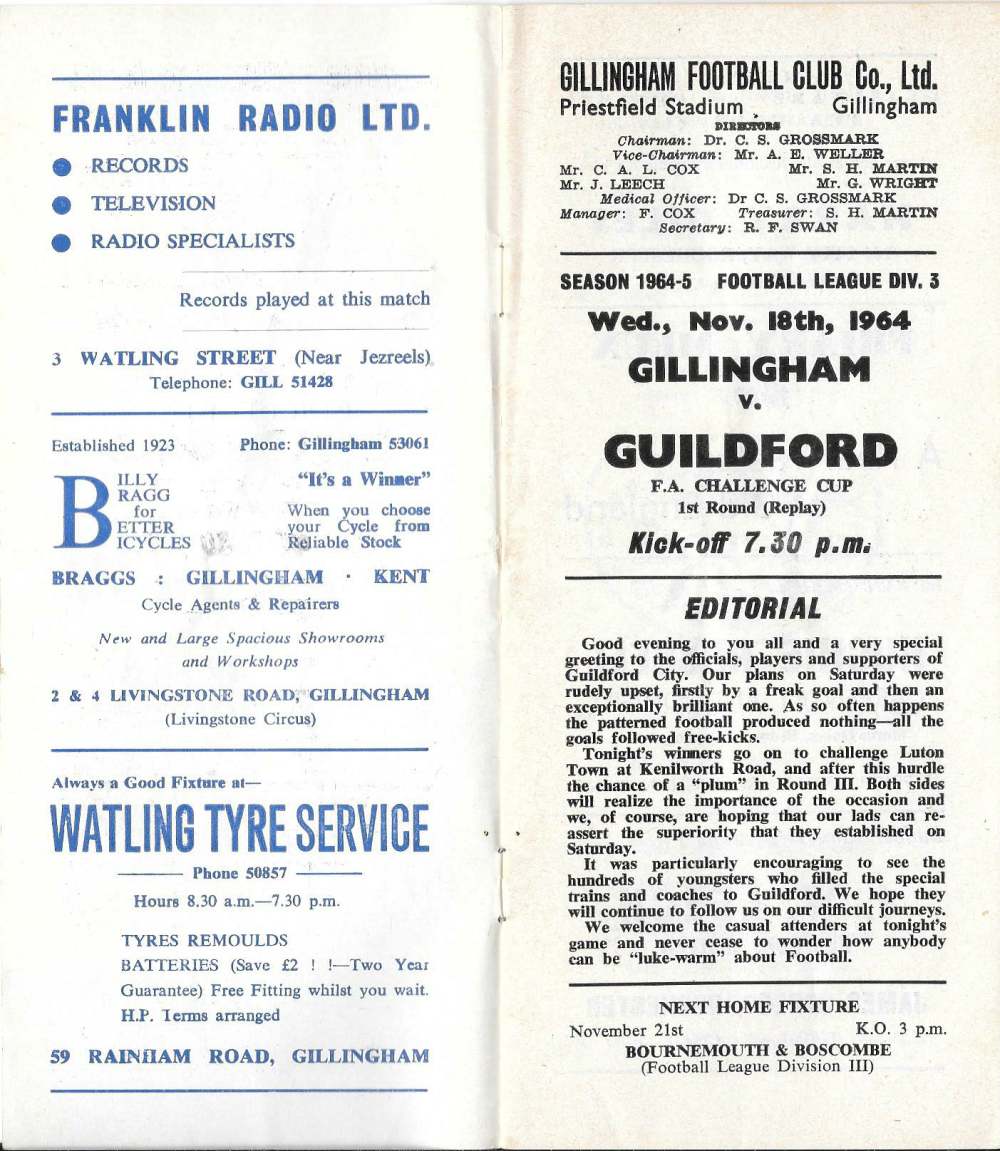 FRANKLIN RADIO LTD.
● RECORDS
● TELEVISION
● RADIO SPECIALISTS
Records played at this match
3 WATLING STREET (Near Jezreels)
Telephone: GILL 51428
Established 1923 Phone: Gillingham 53061
BILLY
BRAGG
for
BETTER
BICYCLES
"It's a Winner"
When you choose
your Cycle from
Reliable Stock
BRAGGS : GILLINGHAM · KENT
Cycle Agents & Repairers
New and Large Spacious Showrooms
and Workshops
2 & 4 LIVINGSTONE ROAD, GILLINGHAM
(Livingstone Circus)
Always a Good Fixture at—
WATLING TYRE SERVICE
Phone 50857
Hours 8.30 a.m.—7.30 p.m.
TYRES REMOULDS
BATTERIES (Save £2 ! !—Two Year
Guarantee) Free Fitting whilst you wait.
H.P. Terms arranged
59 RAINHAM ROAD, GILLINGHAM
GILLINGHAM FOOTBALL CLUB Co., Ltd.
Priestfield Stadium, Gillingham
DIRECTORS
Chairman: Dr. C. S. GROSSMARK
Vice-Chairman: Mr. A. E. WELLER
Mr. C. A. L. COX Mr. S. H. MARTIN
Mr. J. LEECH Mr. G. WRIGHT
Medical Officer: Dr C. S. GROSSMARK
Manager: F. COX Treasurer: S. H. MARTIN
Secretary: R. F. SWAN
SEASON 1964-5 FOOTBALL LEAGUE DIV. 3
Wed., Nov. 18th, 1964
GILLINGHAM
v.
GUILDFORD
F.A. CHALLENGE CUP
1st Round (Replay)
Kick-off 7.30 p.m.
EDITORIAL
Good evening to you all and a very special
greeting to the officials, players and supporters of
Guildford City. Our plans on Saturday were
rudely upset, firstly by a freak goal and then an
exceptionally brilliant one. As so often happens
the patterned football produced nothing—all the
goals followed free-kicks.
Tonight's winners go on to challenge Luton
Town at Kenilworth Road, and after this hurdle
the chance of a "plum" in Round III. Both sides
will realize the importance of the occasion and
we, of course, are hoping that our lads can re-
assert the superiority that they established on
Saturday.
It was particularly encouraging to see the
hundreds of youngsters who filled the special
trains and coaches to Guildford. We hope they
will continue to follow us on our difficult journeys.
We welcome the casual attenders at tonight's
game and never cease to wonder how anybody
can be "luke-warm" about Football.
NEXT HOME FIXTURE
November 21st K.O. 3 p.m.
BOURNEMOUTH & BOSCOMBE
(Football League Division III)